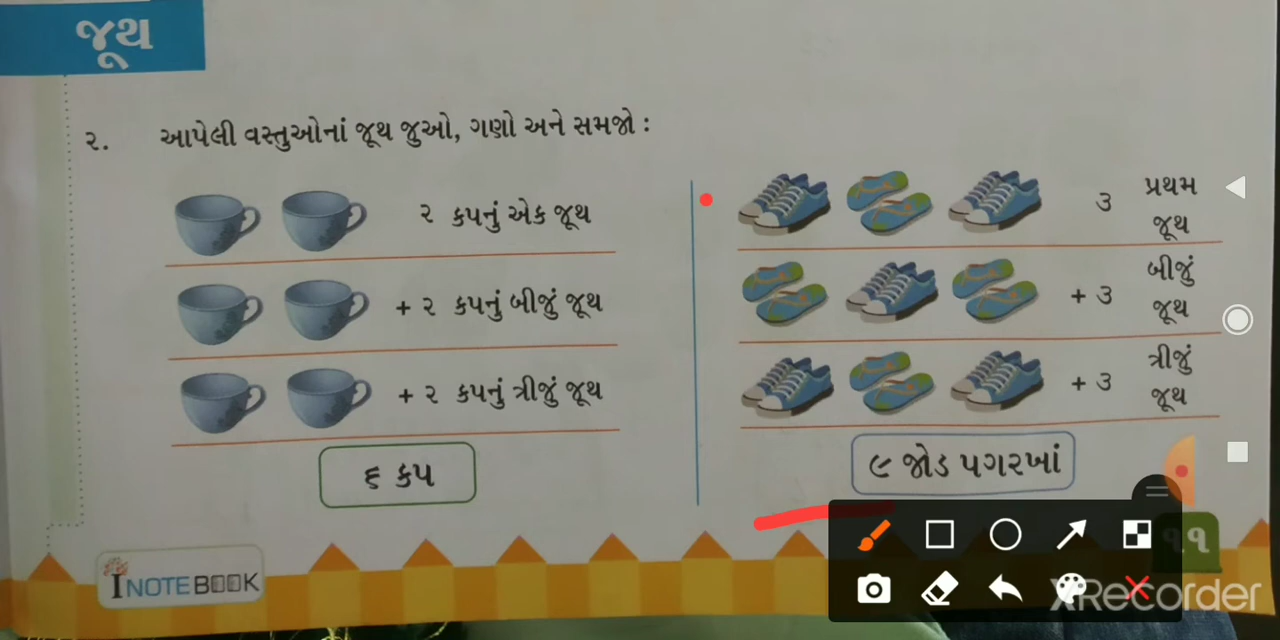 જૂથ
૨. આપેલી વસ્તુઓનાં જૂથ જુઓ, ગણો અને સમજો :
૨ કપનું એક જૂથ
+ ૨ કપનું બીજું જૂથ
+ ૨ કપનું ત્રીજું જૂથ
૬ કપ
૩ પ્રથમ
જૂથ
+ ૩ બીજું
જૂથ
+ ૩ ત્રીજું
જૂથ
૯ જોડ પગરખાં
૧૧
INOTEBOOK
XRecorder